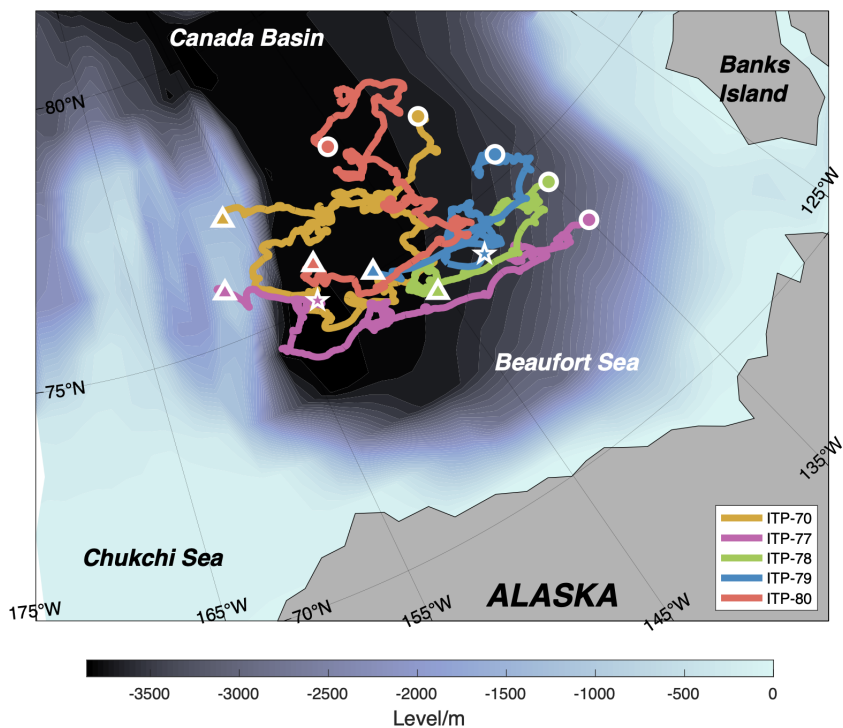 Canada Basin
Banks
Island
80°N
125°W
75°N
Beaufort Sea
135°W
Chukchi Sea
ALASKA
175°W
165°W
70°N
155°W
145°W
ITP-70
ITP-77
ITP-78
ITP-79
ITP-80
-3500 -3000 -2500 -2000 -1500 -1000 -500 0
Level/m